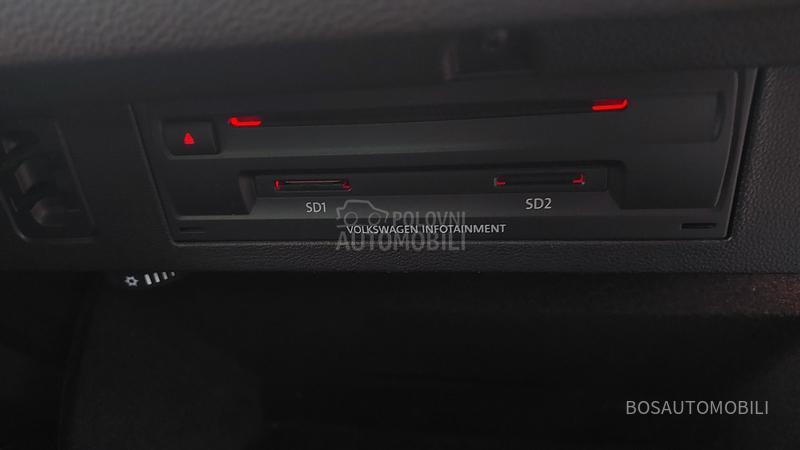 SD1
SD2
POLOVNI
AUTOMOBILI
VOLKSWAGEN INFOTAINMENT
BOSAUTOMOBILI